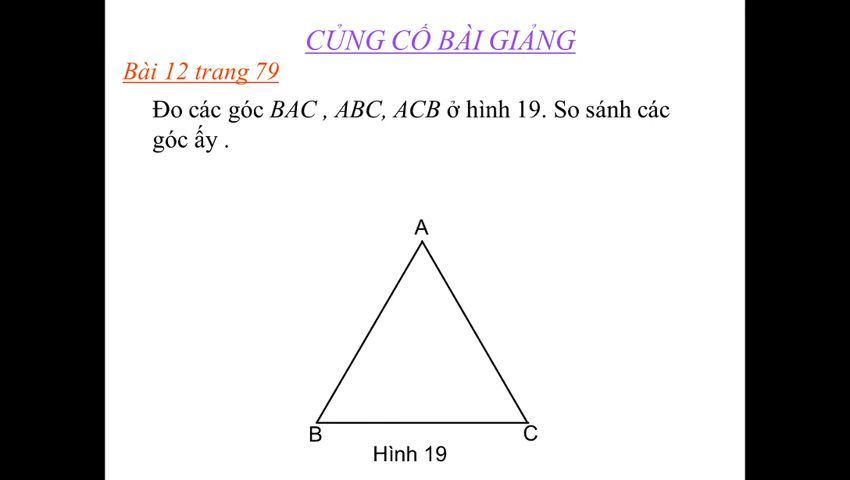 CỦNG CỐ BÀI GIẢNG
Bài 12 trang 79
Đo các góc BAC , ABC, ACB ở hình 19. So sánh các
góc ấy .
A
B
C
Hình 19